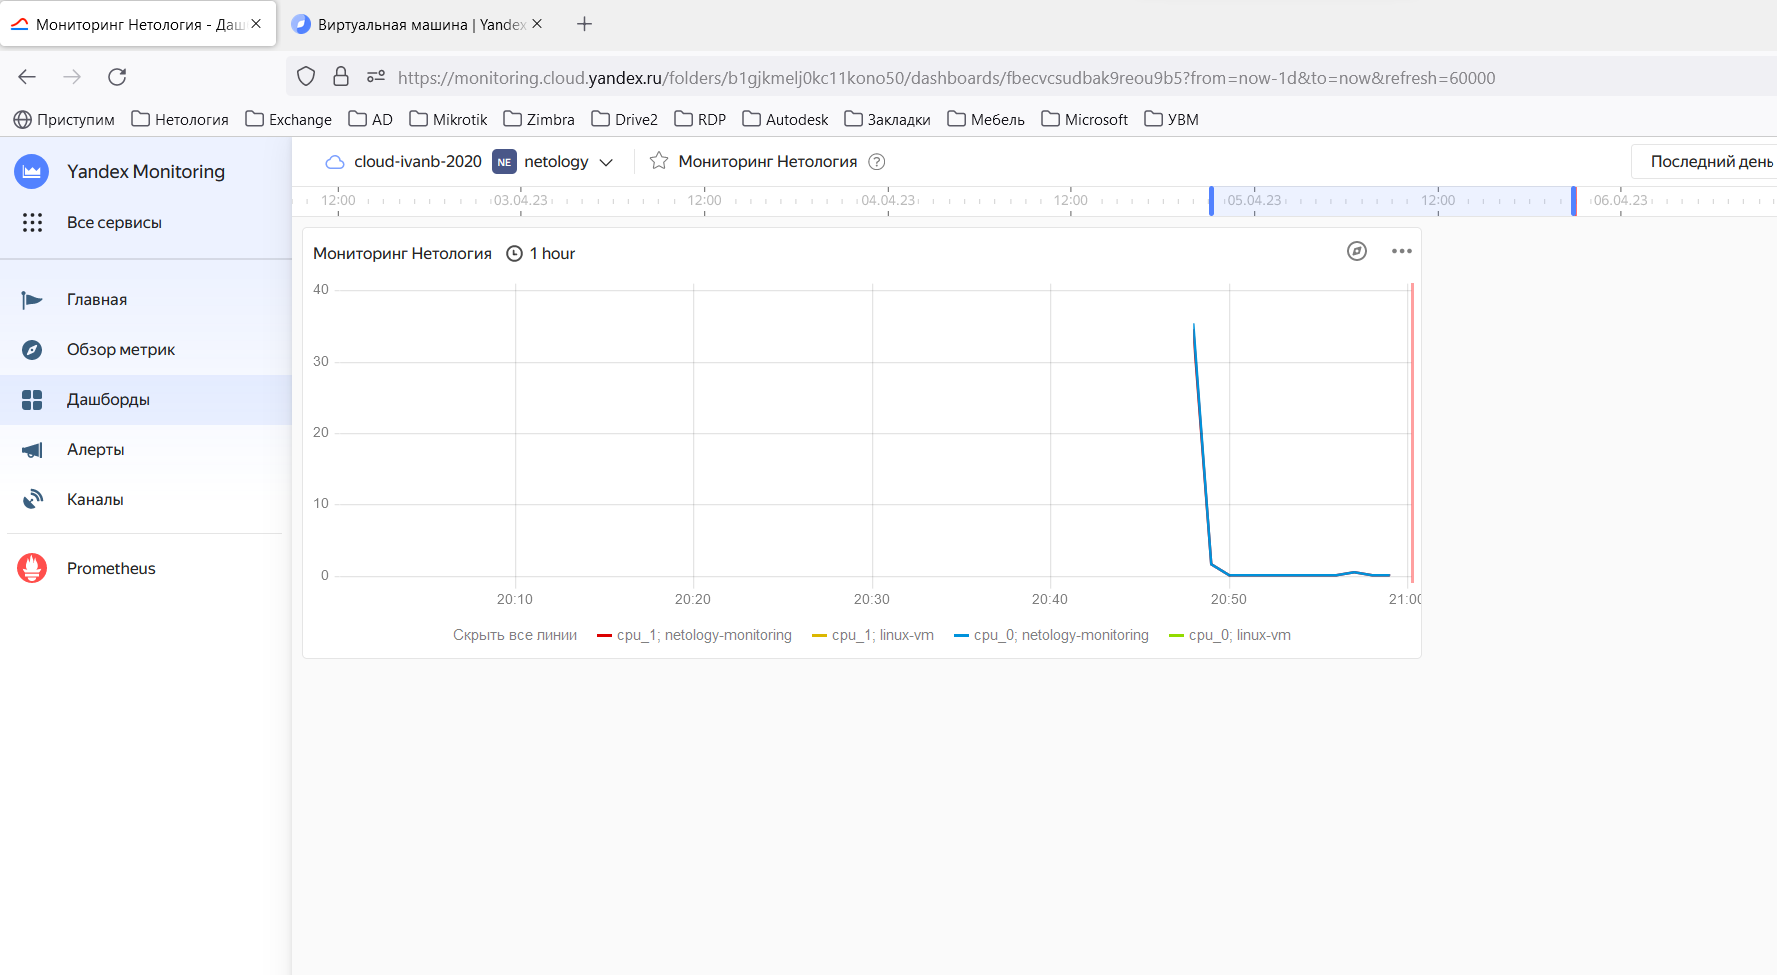 Мониторинг Нетология - Даш
Виртуальная машина | Yandex
https://monitoring.cloud.yandex.ru/folders/b1gjkmelj0kc11kono50/dashboards/fbecvcsudbak9reou9b5?from=now-1d&to=now&refresh=60000
Приступим Нетология Exchange AD Mikrotik Zimbra Drive2 RDP Autodesk Закладки Мебель Microsoft УВМ
Yandex Monitoring
Все сервисы
Главная
Обзор метрик
Дашборды
Алерты
Каналы
Prometheus
cloud-ivanb-2020 NE netology Мониторинг Нетология ? Последний день
12:00 03.04.23 12:00 04.04.23 12:00 05.04.23 12:00 06.04.23
Мониторинг Нетология 1 hour
40
30
20
10
0
20:10 20:20 20:30 20:40 20:50 21:00
Скрыть все линии cpu_1; netology-monitoring cpu_1; linux-vm cpu_0; netology-monitoring cpu_0; linux-vm